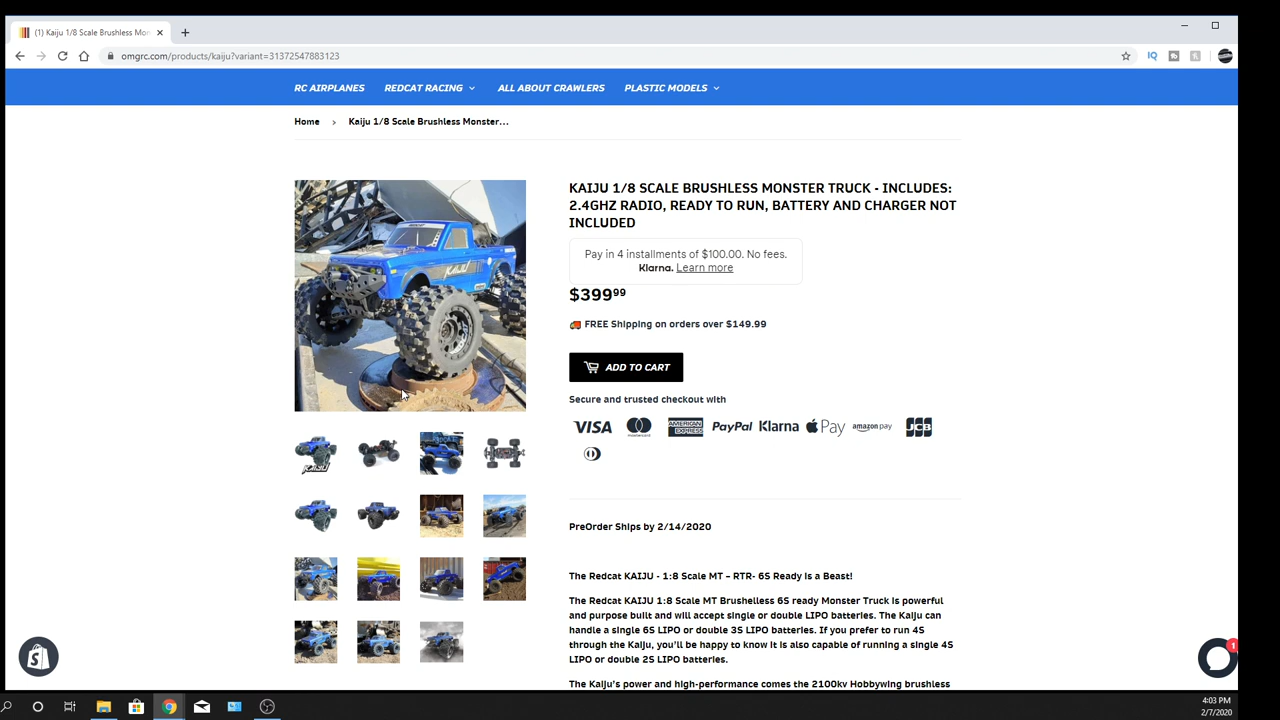 (1) Kaiju 1/8 Scale Brushless Mon
omgrc.com/products/kaiju?variant=31372547883123
IQ
RC AIRPLANES REDCAT RACING ALL ABOUT CRAWLERS PLASTIC MODELS
Home › Kaiju 1/8 Scale Brushless Monster...
KAIJU 1/8 SCALE BRUSHLESS MONSTER TRUCK - INCLUDES:
2.4GHZ RADIO, READY TO RUN, BATTERY AND CHARGER NOT
INCLUDED
Pay in 4 installments of $100.00. No fees.
Klarna. Learn more
$39999
FREE Shipping on orders over $149.99
ADD TO CART
Secure and trusted checkout with
VISA mastercard AMERICAN EXPRESS PayPal Klarna Apple Pay amazon pay JCB
KAIJU
KAIJU
PreOrder Ships by 2/14/2020
The Redcat KAIJU - 1:8 Scale MT – RTR- 6S Ready is a Beast!
The Redcat KAIJU 1:8 Scale MT Brushelless 6S ready Monster Truck is powerful
and purpose built and will accept single or double LIPO batteries. The Kaiju can
handle a single 6S LIPO or double 3S LIPO batteries. If you prefer to run 4S
through the Kaiju, you'll be happy to know it is also capable of running a single 4S
LIPO or double 2S LIPO batteries.
The Kaiju's power and high-performance comes the 2100kv Hobbywing brushless
1
4:03 PM
2/7/2020